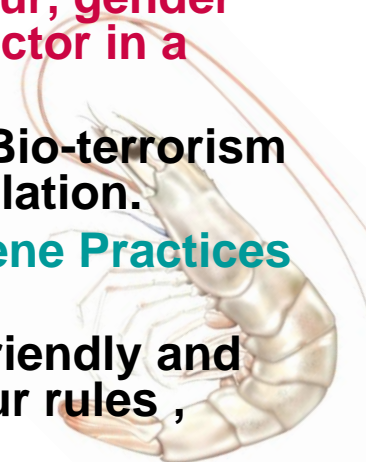 ur, gender
ctor in a
Bio-terrorism
lation.
ene Practices
riendly and
ur rules ,